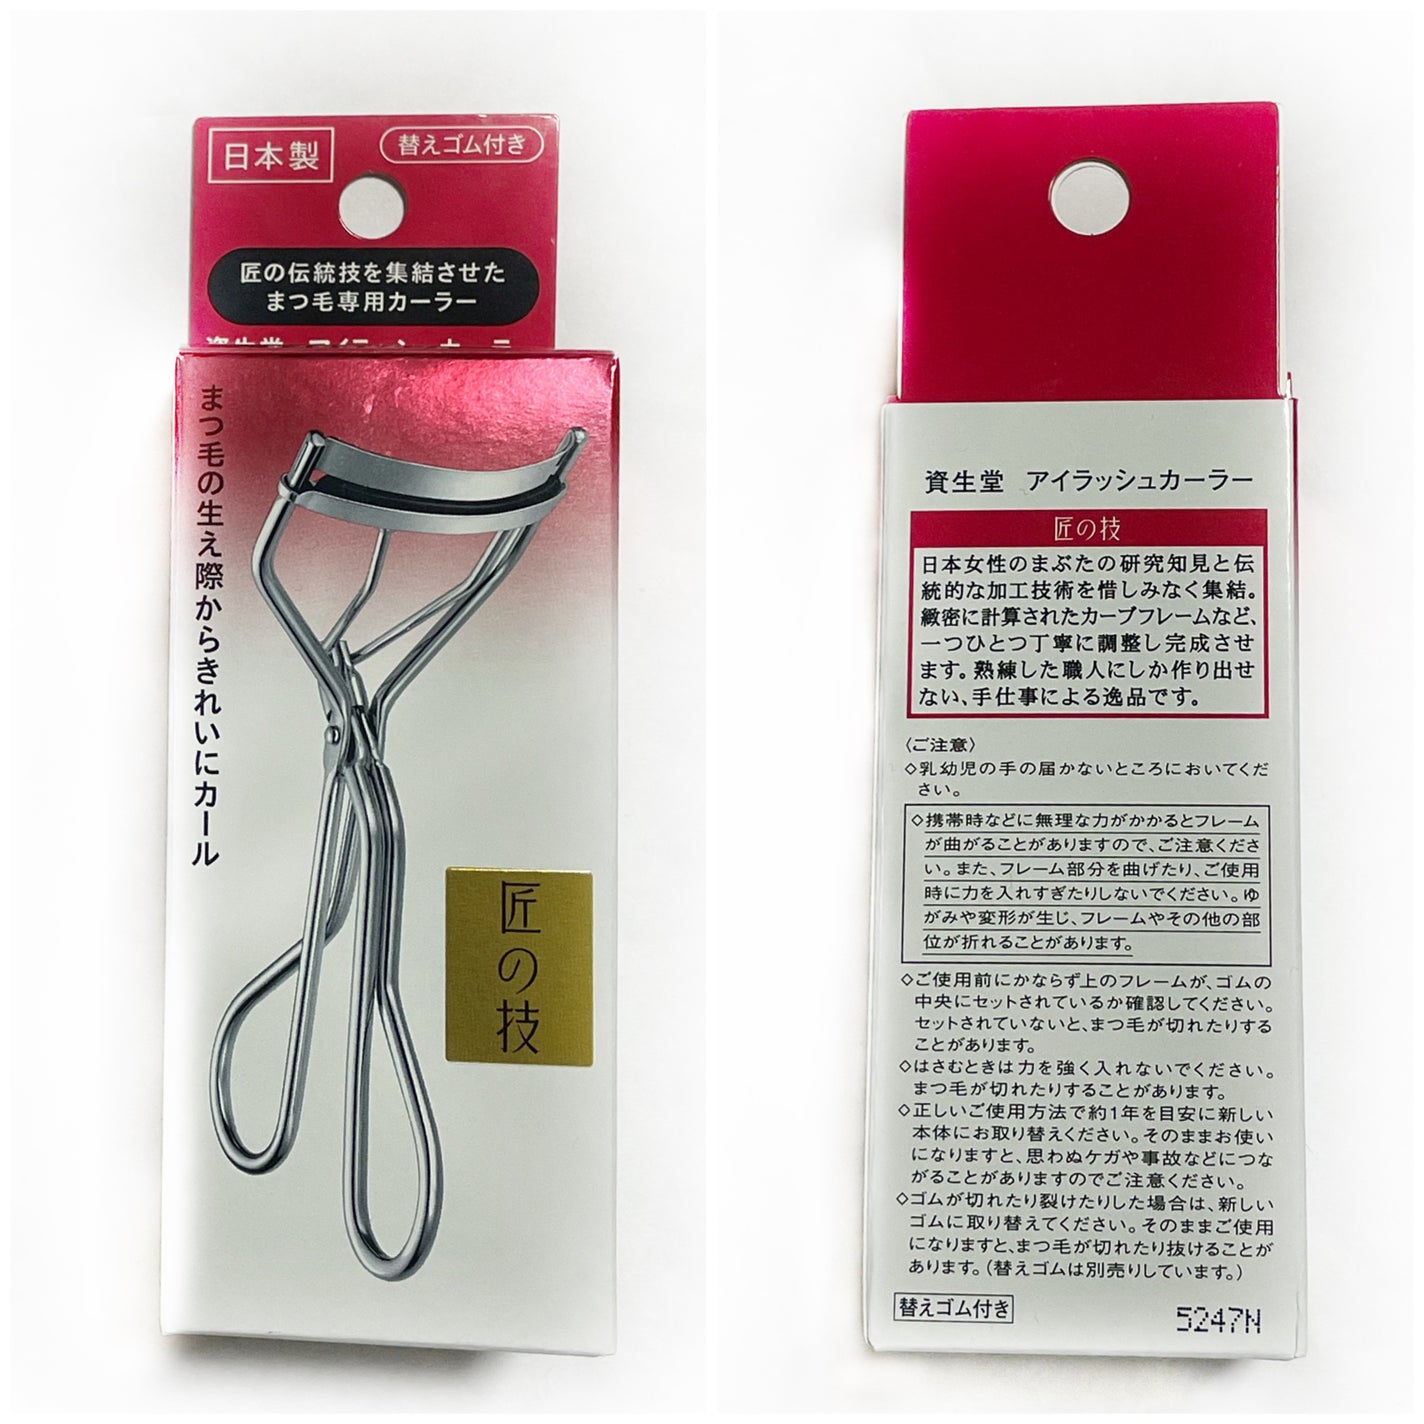 日本製
替えゴム付き
匠の伝統技を集結させた
まつ毛専用カーラー
資生堂 アイラッシュカーラー
まつ毛の生え際からきれいにカール
匠の技
資生堂 アイラッシュカーラー
匠の技
日本女性のまぶたの研究知見と伝
統的な加工技術を惜しみなく集結。
緻密に計算されたカーブフレームなど、
一つひとつ丁寧に調整し完成させ
ます。熟練した職人にしか作り出せ
ない、手仕事による逸品です。
〈ご注意〉
◇乳幼児の手の届かないところにおいてくだ
さい。
◇携帯時などに無理な力がかかるとフレーム
が曲がることがありますので、ご注意くださ
い。また、フレーム部分を曲げたり、ご使用
時に力を入れすぎたりしないでください。ゆ
がみや変形が生じ、フレームやその他の部
位が折れることがあります。
◇ご使用前にかならず上のフレームが、ゴムの
中央にセットされているか確認してください。
セットされていないと、まつ毛が切れたりする
ことがあります。
◇はさむときは力を強く入れないでください。
まつ毛が切れたりすることがあります。
◇正しいご使用方法で約1年を目安に新しい
本体にお取り替えください。そのままお使い
になりますと、思わぬケガや事故などにつな
がることがありますのでご注意ください。
◇ゴムが切れたり裂けたりした場合は、新しい
ゴムに取り替えてください。そのままご使用
になりますと、まつ毛が切れたり抜けることが
あります。（替えゴムは別売りしています。）
替えゴム付き
5247N